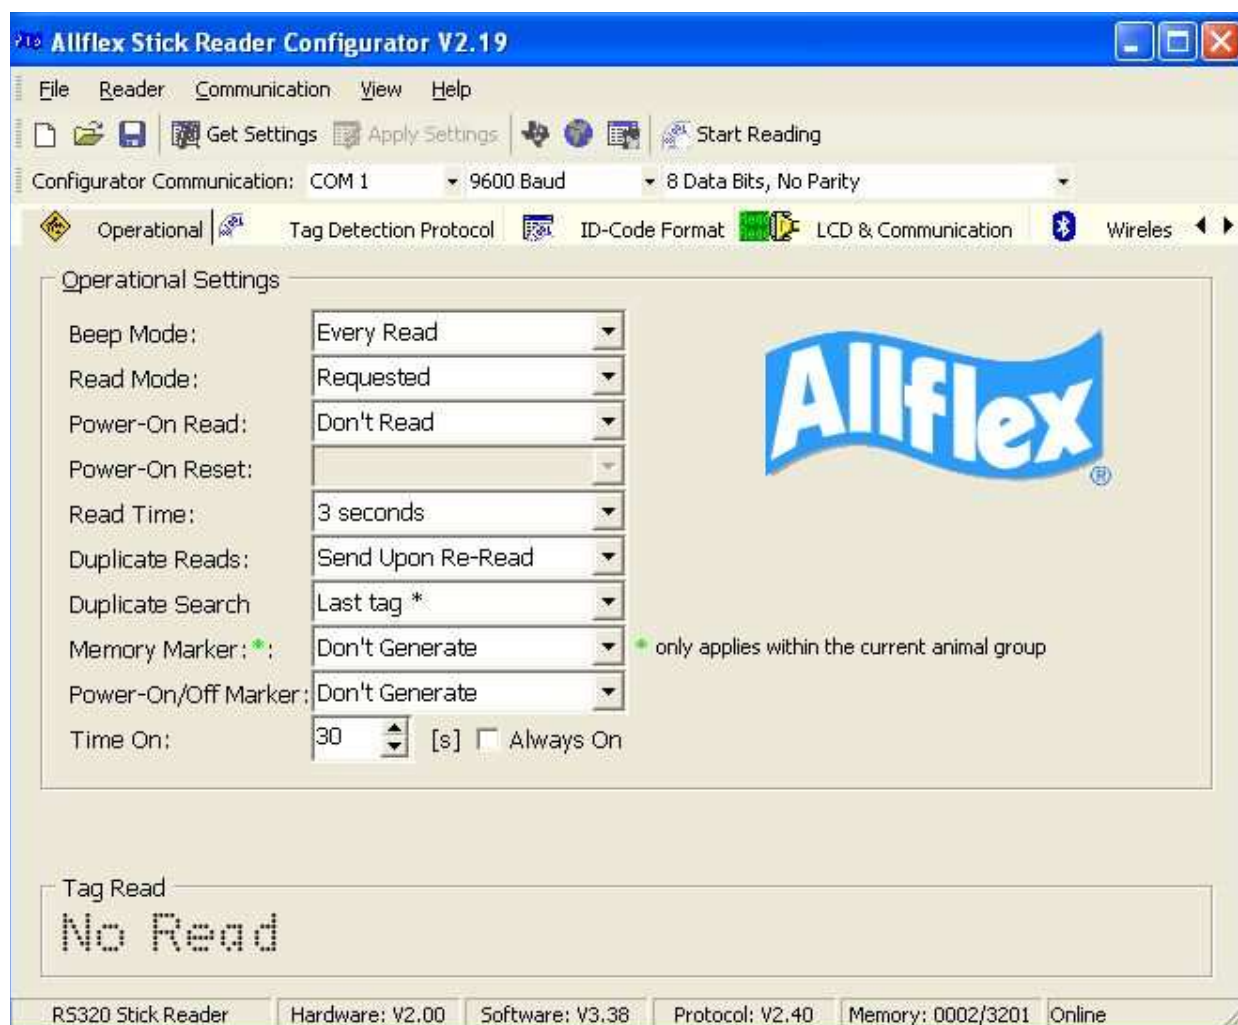 Allflex Stick Reader Configurator V2.19
File Reader Communication View Help
Get Settings Apply Settings Start Reading
Configurator Communication: COM 1 9600 Baud 8 Data Bits, No Parity
Operational Tag Detection Protocol ID-Code Format LCD & Communication Wireles
Operational Settings
Beep Mode: Every Read
Read Mode: Requested
Power-On Read: Don't Read
Power-On Reset:
Read Time: 3 seconds
Duplicate Reads: Send Upon Re-Read
Duplicate Search Last tag *
Memory Marker:*: Don't Generate * only applies within the current animal group
Power-On/Off Marker: Don't Generate
Time On: 30 [s] Always On
Allflex®
Tag Read
No Read
RS320 Stick Reader Hardware: V2.00 Software: V3.38 Protocol: V2.40 Memory: 0002/3201 Online